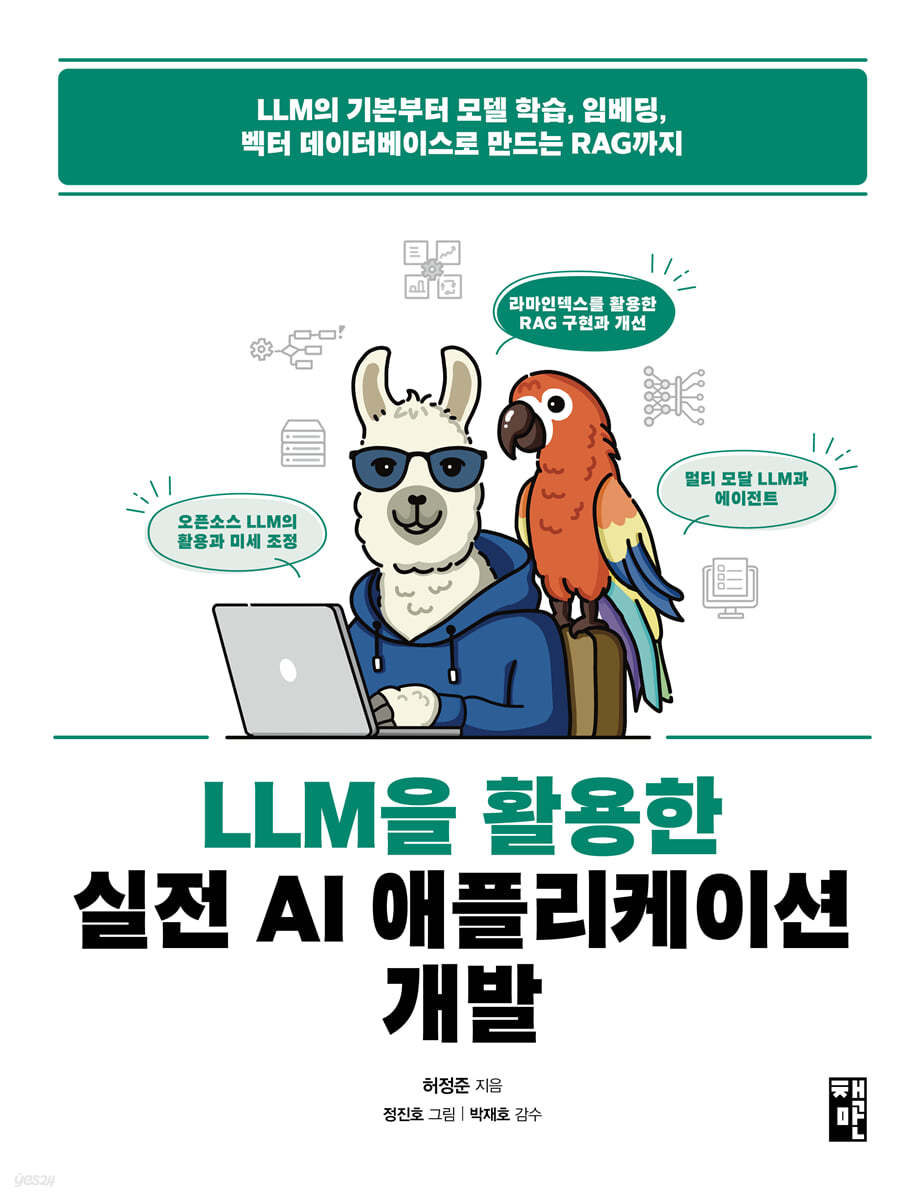 LLM의 기본부터 모델 학습, 임베딩,
벡터 데이터베이스로 만드는 RAG까지
라마인덱스를 활용한
RAG 구현과 개선
멀티 모달 LLM과
에이전트
오픈소스 LLM의
활용과 미세 조정
LLM을 활용한
실전 AI 애플리케이션
개발
허정준 지음
정진호 그림 | 박재호 감수
책만
yes24